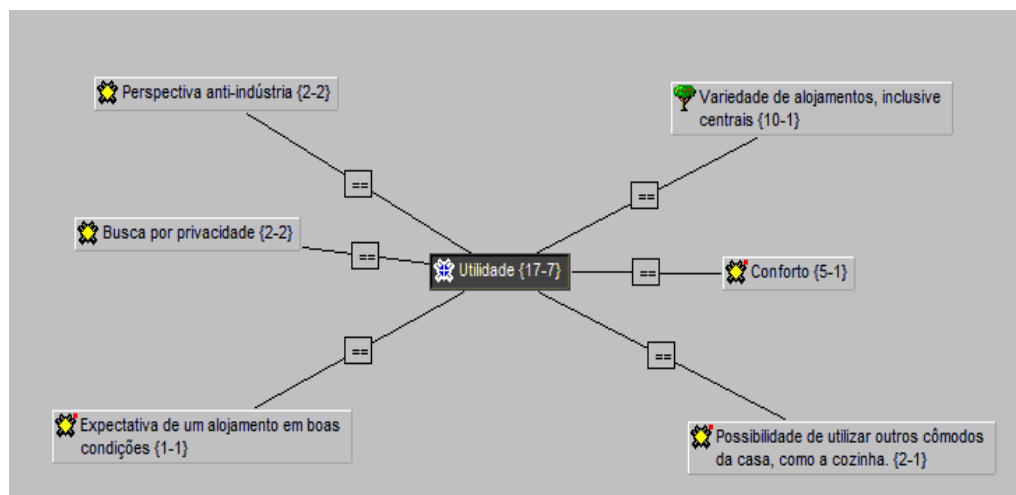 Perspectiva anti-indústria {2-2}
Variedade de alojamentos, inclusive
centrais {10-1}
==
==
Busca por privacidade {2-2}
==
Utilidade {17-7}
==
Conforto {5-1}
==
==
Expectativa de um alojamento em boas
condições {1-1}
Possibilidade de utilizar outros cômodos
da casa, como a cozinha. {2-1}